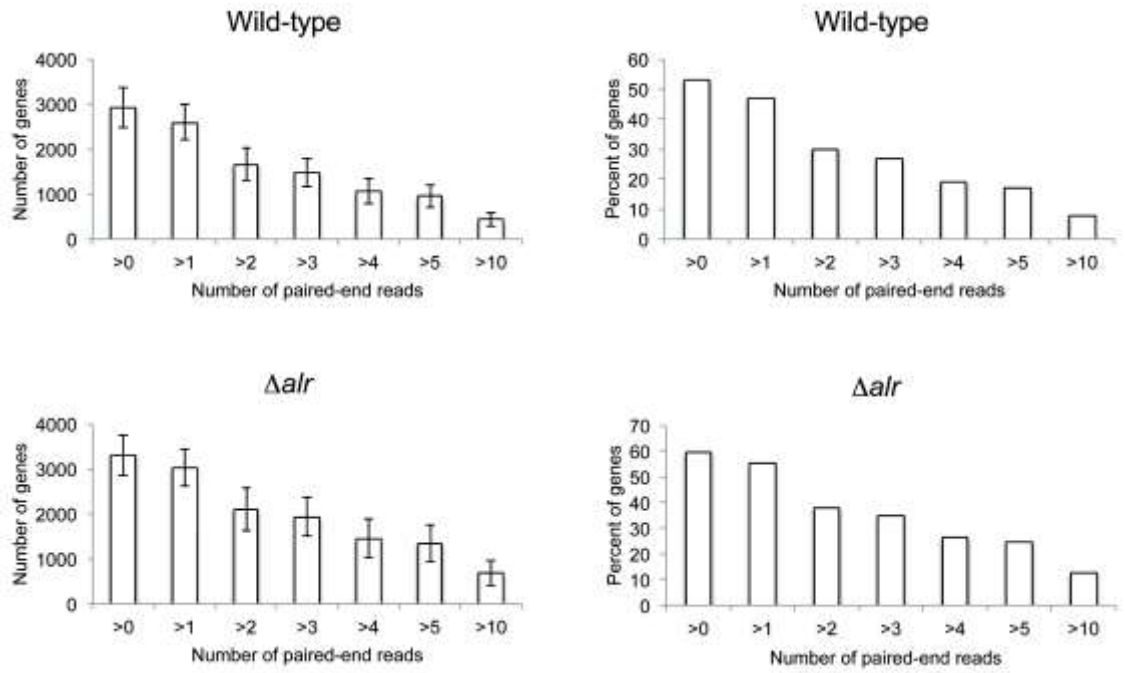 Wild-type
Number of genes
4000
3000
2000
1000
0
>0 >1 >2 >3 >4 >5 >10
Number of paired-end reads
Wild-type
Percent of genes
60
50
40
30
20
10
0
>0 >1 >2 >3 >4 >5 >10
Number of paired-end reads
Δalr
Number of genes
4000
3000
2000
1000
0
>0 >1 >2 >3 >4 >5 >10
Number of paired-end reads
Δalr
Percent of genes
70
60
50
40
30
20
10
0
>0 >1 >2 >3 >4 >5 >10
Number of paired-end reads